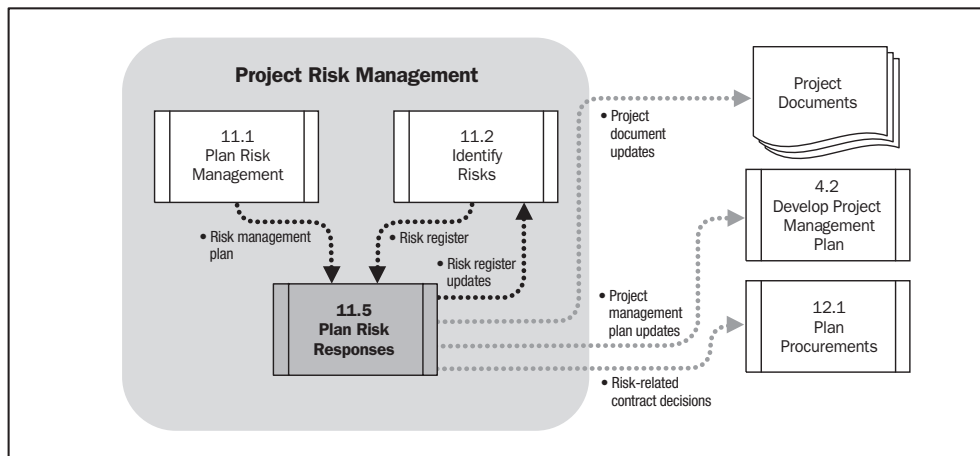 Project Risk Management
11.1
Plan Risk
Management
11.2
Identify
Risks
• Risk management
plan
• Risk register
• Risk register
updates
11.5
Plan Risk
Responses
• Project
document
updates
• Project
management
plan updates
• Risk-related
contract decisions
Project
Documents
4.2
Develop Project
Management
Plan
12.1
Plan
Procurements